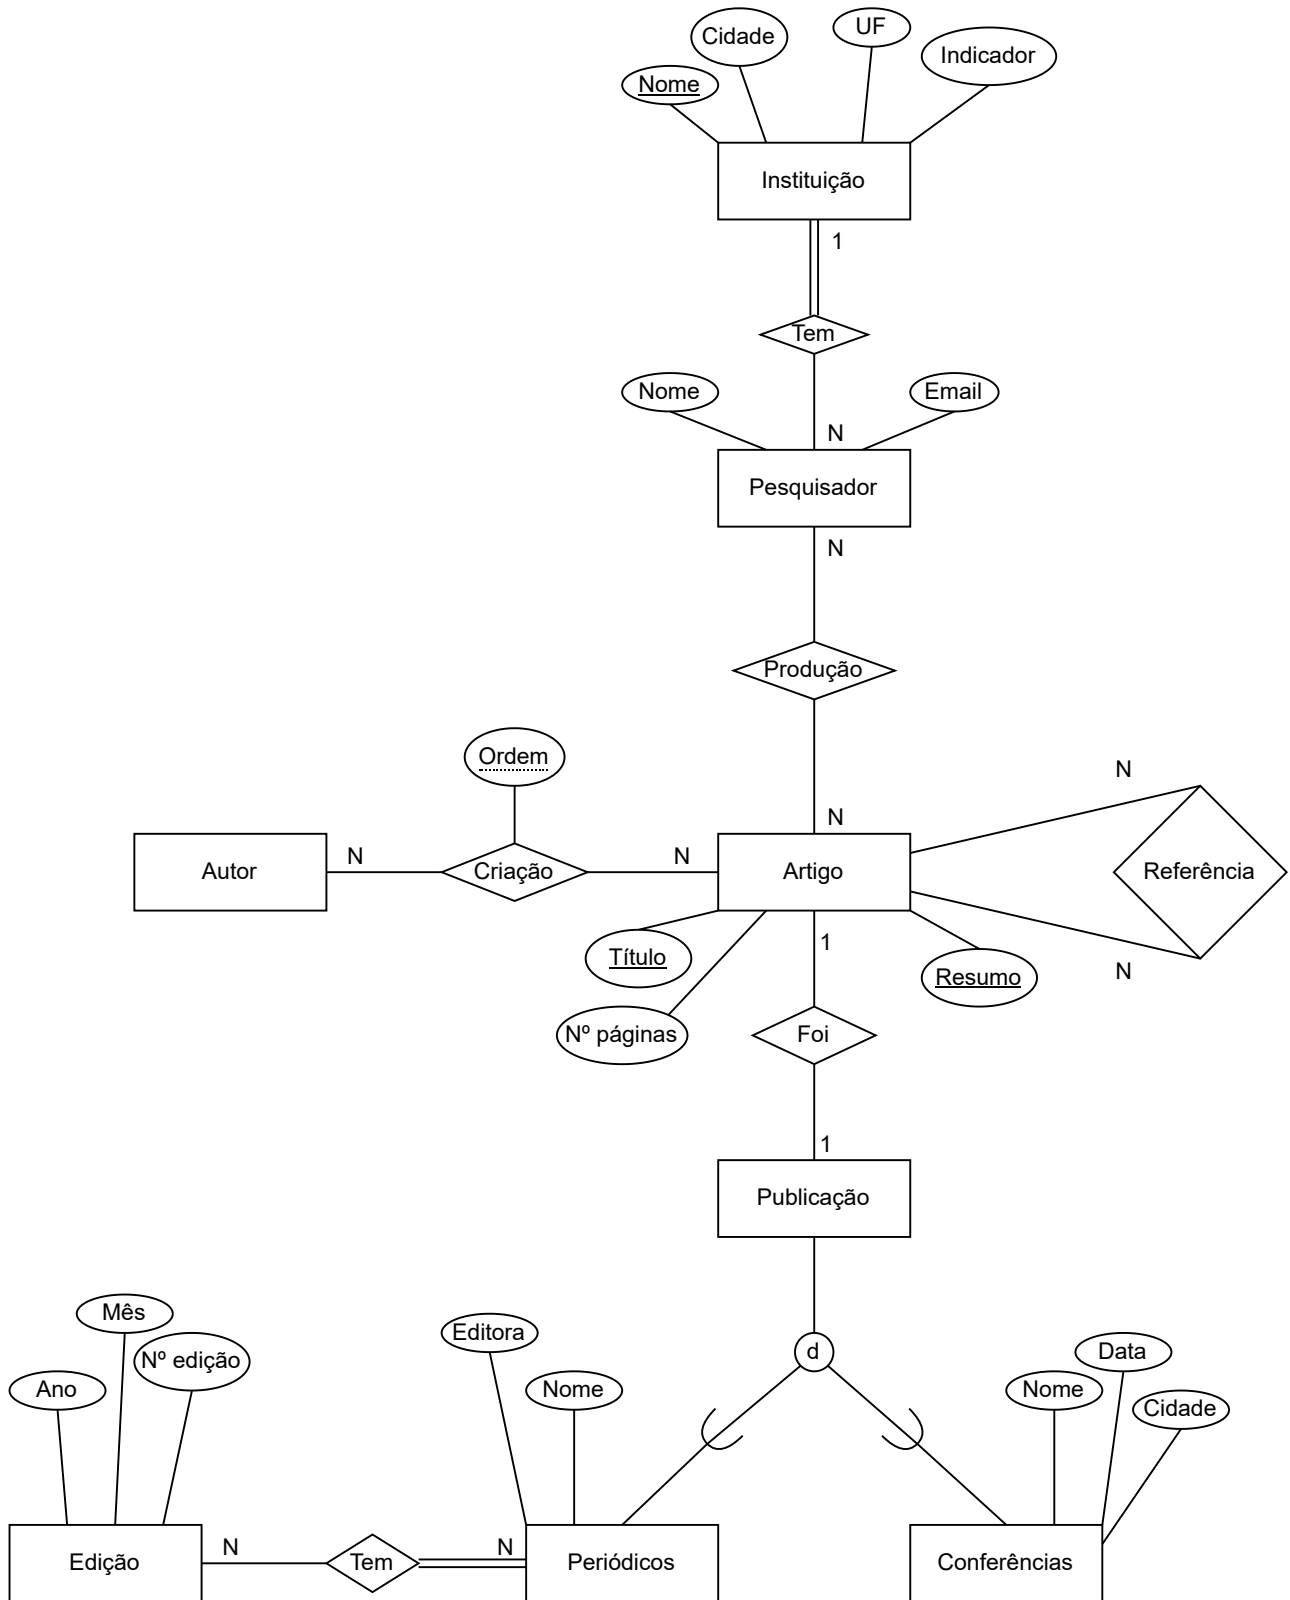 UF
Cidade
Indicador
Nome
Instituição
1
Tem
Nome
Email
N
Pesquisador
N
Produção
Ordem
N
N
Autor
N
Criação
N
Artigo
Referência
1
Título
Resumo
N
Nº páginas
Foi
1
Publicação
Mês
Editora
d
Data
Nº edição
Ano
Nome
Nome
Cidade
N
N
Edição
Tem
Periódicos
Conferências